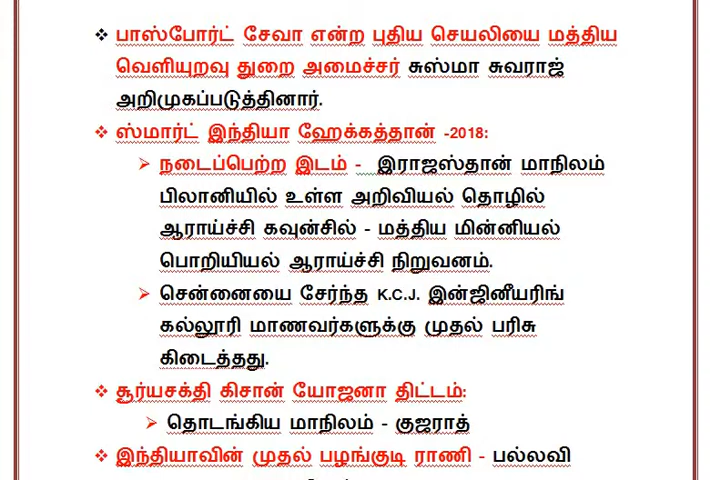 ❖ பாஸ்போர்ட் சேவா என்ற புதிய செயலியை மத்திய
வெளியுறவு துறை அமைச்சர் சுஸ்மா சுவராஜ்
அறிமுகப்படுத்தினார்.
❖ ஸ்மார்ட் இந்தியா ஹேக்கத்தான் -2018:
➢ நடைப்பெற்ற இடம் - இராஜஸ்தான் மாநிலம்
பிலானியில் உள்ள அறிவியல் தொழில்
ஆராய்ச்சி கவுன்சில் - மத்திய மின்னியல்
பொறியியல் ஆராய்ச்சி நிறுவனம்.
➢ சென்னையை சேர்ந்த K.C.J. இன்ஜினீயரிங்
கல்லூரி மாணவர்களுக்கு முதல் பரிசு
கிடைத்தது.
❖ சூர்யசக்தி கிசான் யோஜனா திட்டம்:
➢ தொடங்கிய மாநிலம் - குஜராத்
❖ இந்தியாவின் முதல் பழங்குடி ராணி - பல்லவி